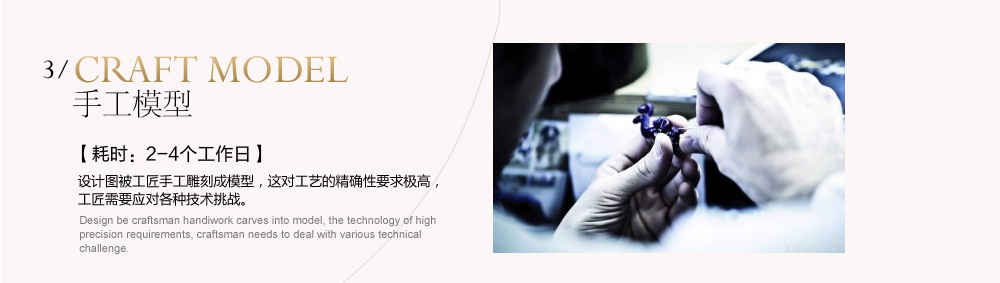 3/ CRAFT MODEL
手工模型
【 耗时：2-4个工作日 】
设计图被工匠手工雕刻成模型，这对工艺的精确性要求极高，
工匠需要应对各种技术挑战。
Design be craftsman handiwork carves into model, the technology of high
precision requirements, craftsman needs to deal with various technical
challenge.